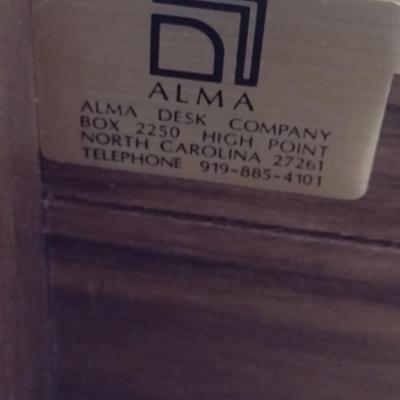 ALMA
ALMA DESK COMPANY
BOX 2250 HIGH POINT
NORTH CAROLINA 27261
TELEPHONE 919-885-4101